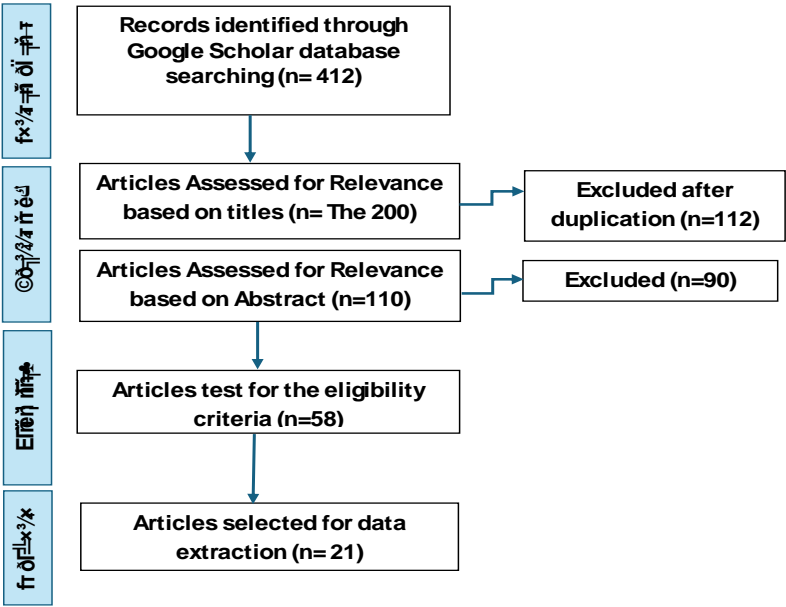 Records identified through
Google Scholar database
searching (n= 412)
Articles Assessed for Relevance
based on titles (n= The 200)
Excluded after
duplication (n=112)
Articles Assessed for Relevance
based on Abstract (n=110)
Excluded (n=90)
Articles test for the eligibility
criteria (n=58)
Articles selected for data
extraction (n= 21)